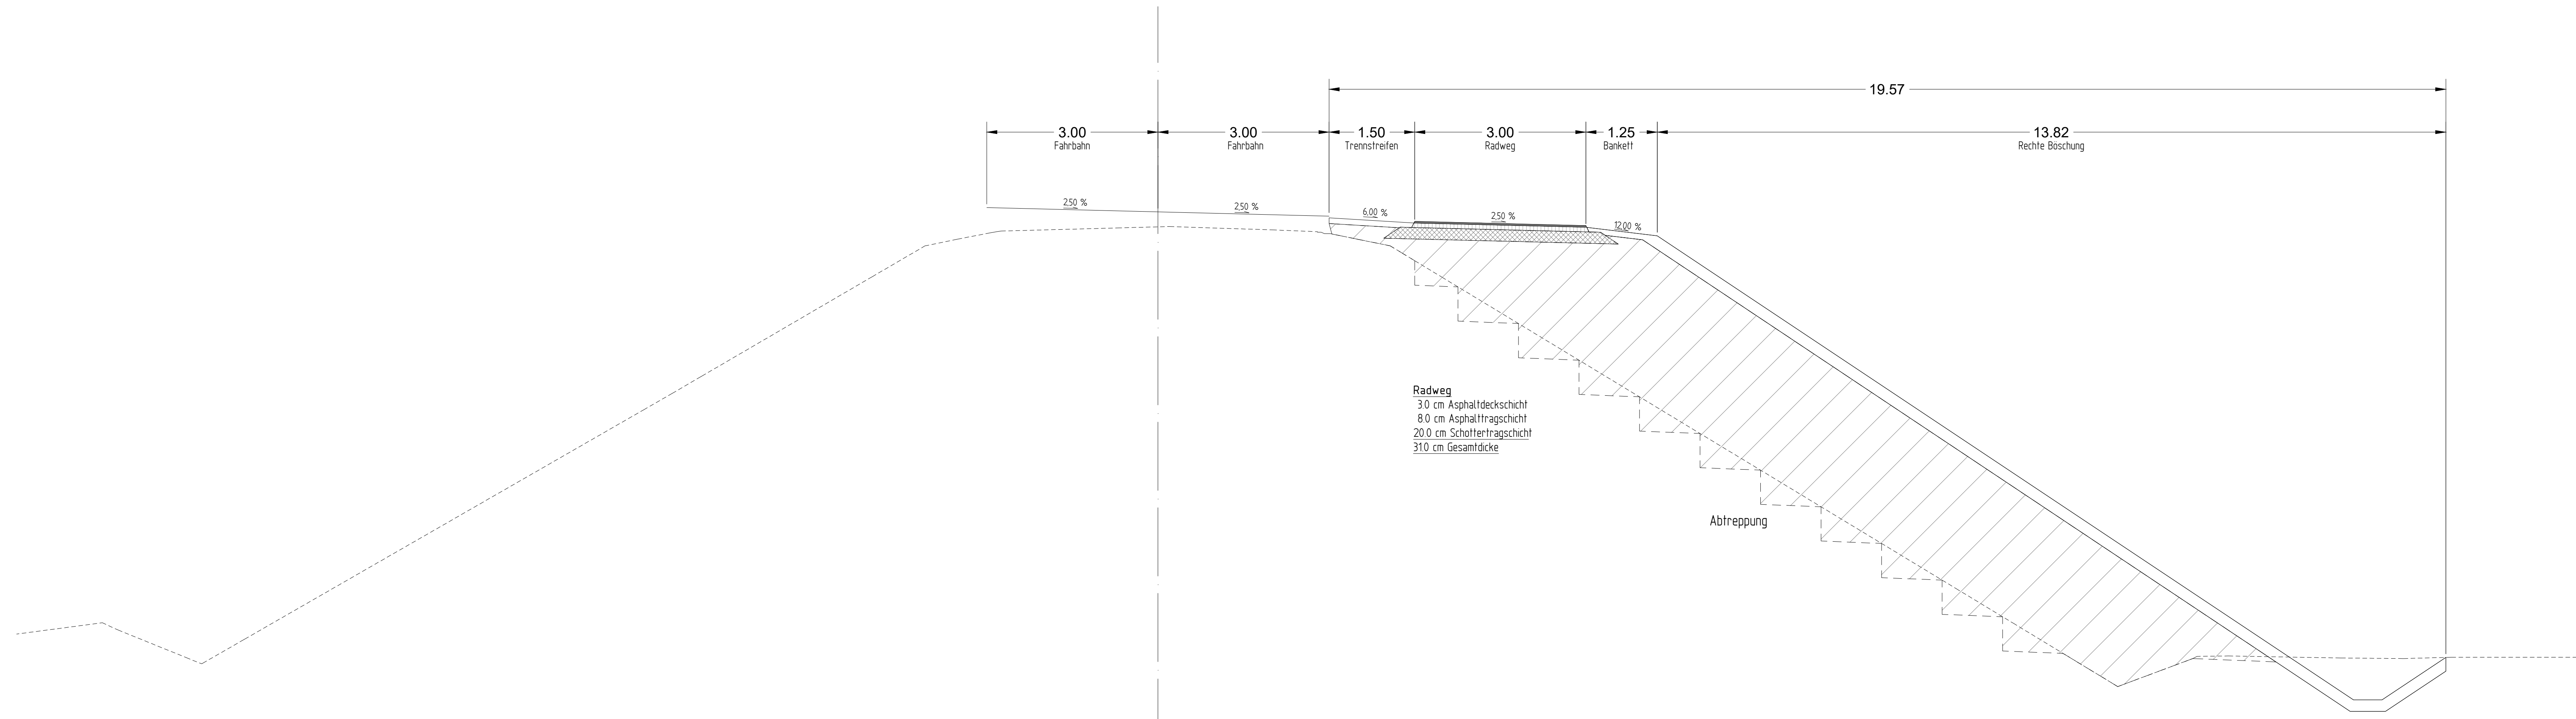 19.57
3.00 3.00 1.50 3.00 1.25 13.82
Fahrbahn Fahrbahn Trennstreifen Radweg Bankett Rechte Böschung
2.50 % 2.50 % 6.00 % 2.50 % 12.00 %
Radweg
3.0 cm Asphaltdeckschicht
8.0 cm Asphalttragschicht
20.0 cm Schottertragschicht
31.0 cm Gesamtdicke
Abtreppung